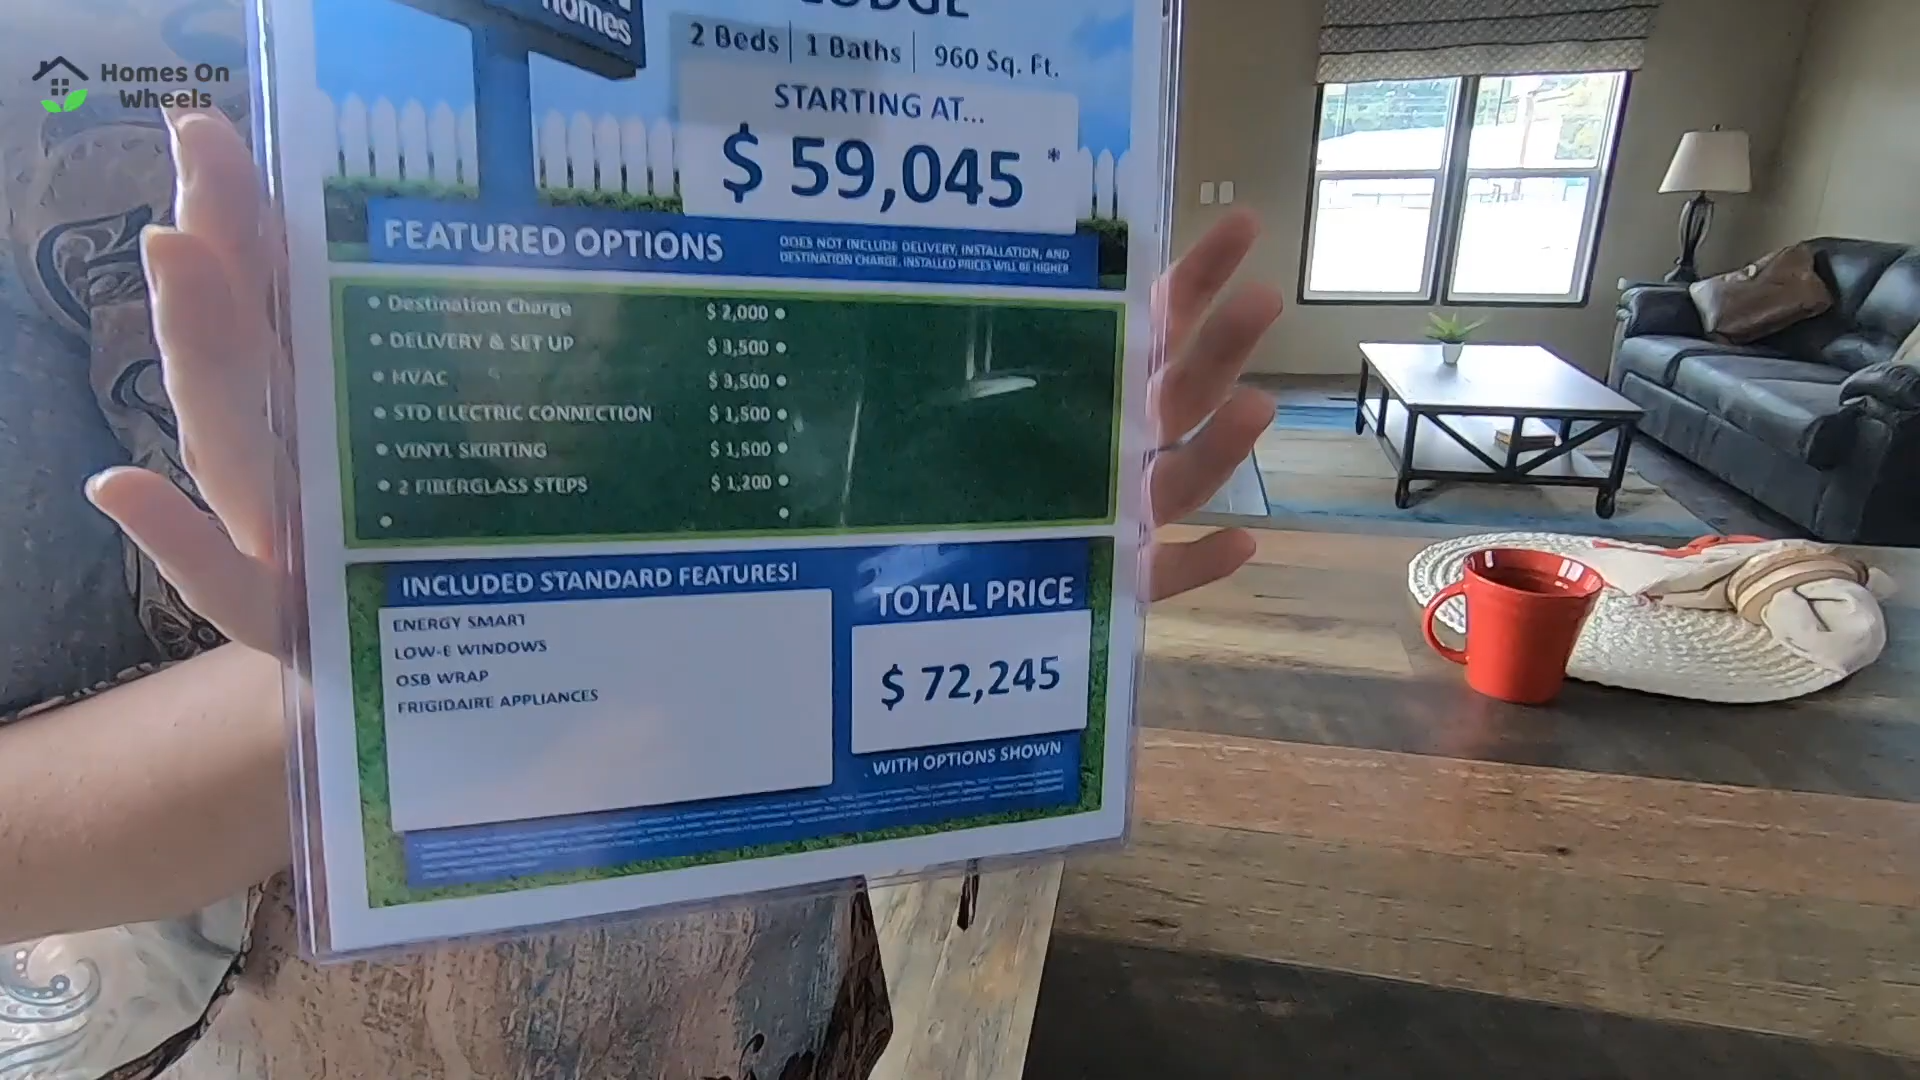 Homes On
Wheels
homes
LODGE
2 Beds | 1 Baths | 960 Sq. Ft.
STARTING AT...
$ 59,045 *
FEATURED OPTIONS
DOES NOT INCLUDE DELIVERY, INSTALLATION, AND
DESTINATION CHARGE. INSTALLED PRICES WILL BE HIGHER
• Destination Charge $ 2,000 •
• DELIVERY & SET UP $ 3,500 •
• HVAC $ 3,500 •
• STD ELECTRIC CONNECTION $ 1,500 •
• VINYL SKIRTING $ 1,500 •
• 2 FIBERGLASS STEPS $ 1,200 •
INCLUDED STANDARD FEATURES!
ENERGY SMART
LOW-E WINDOWS
OSB WRAP
FRIGIDAIRE APPLIANCES
TOTAL PRICE
$ 72,245
WITH OPTIONS SHOWN